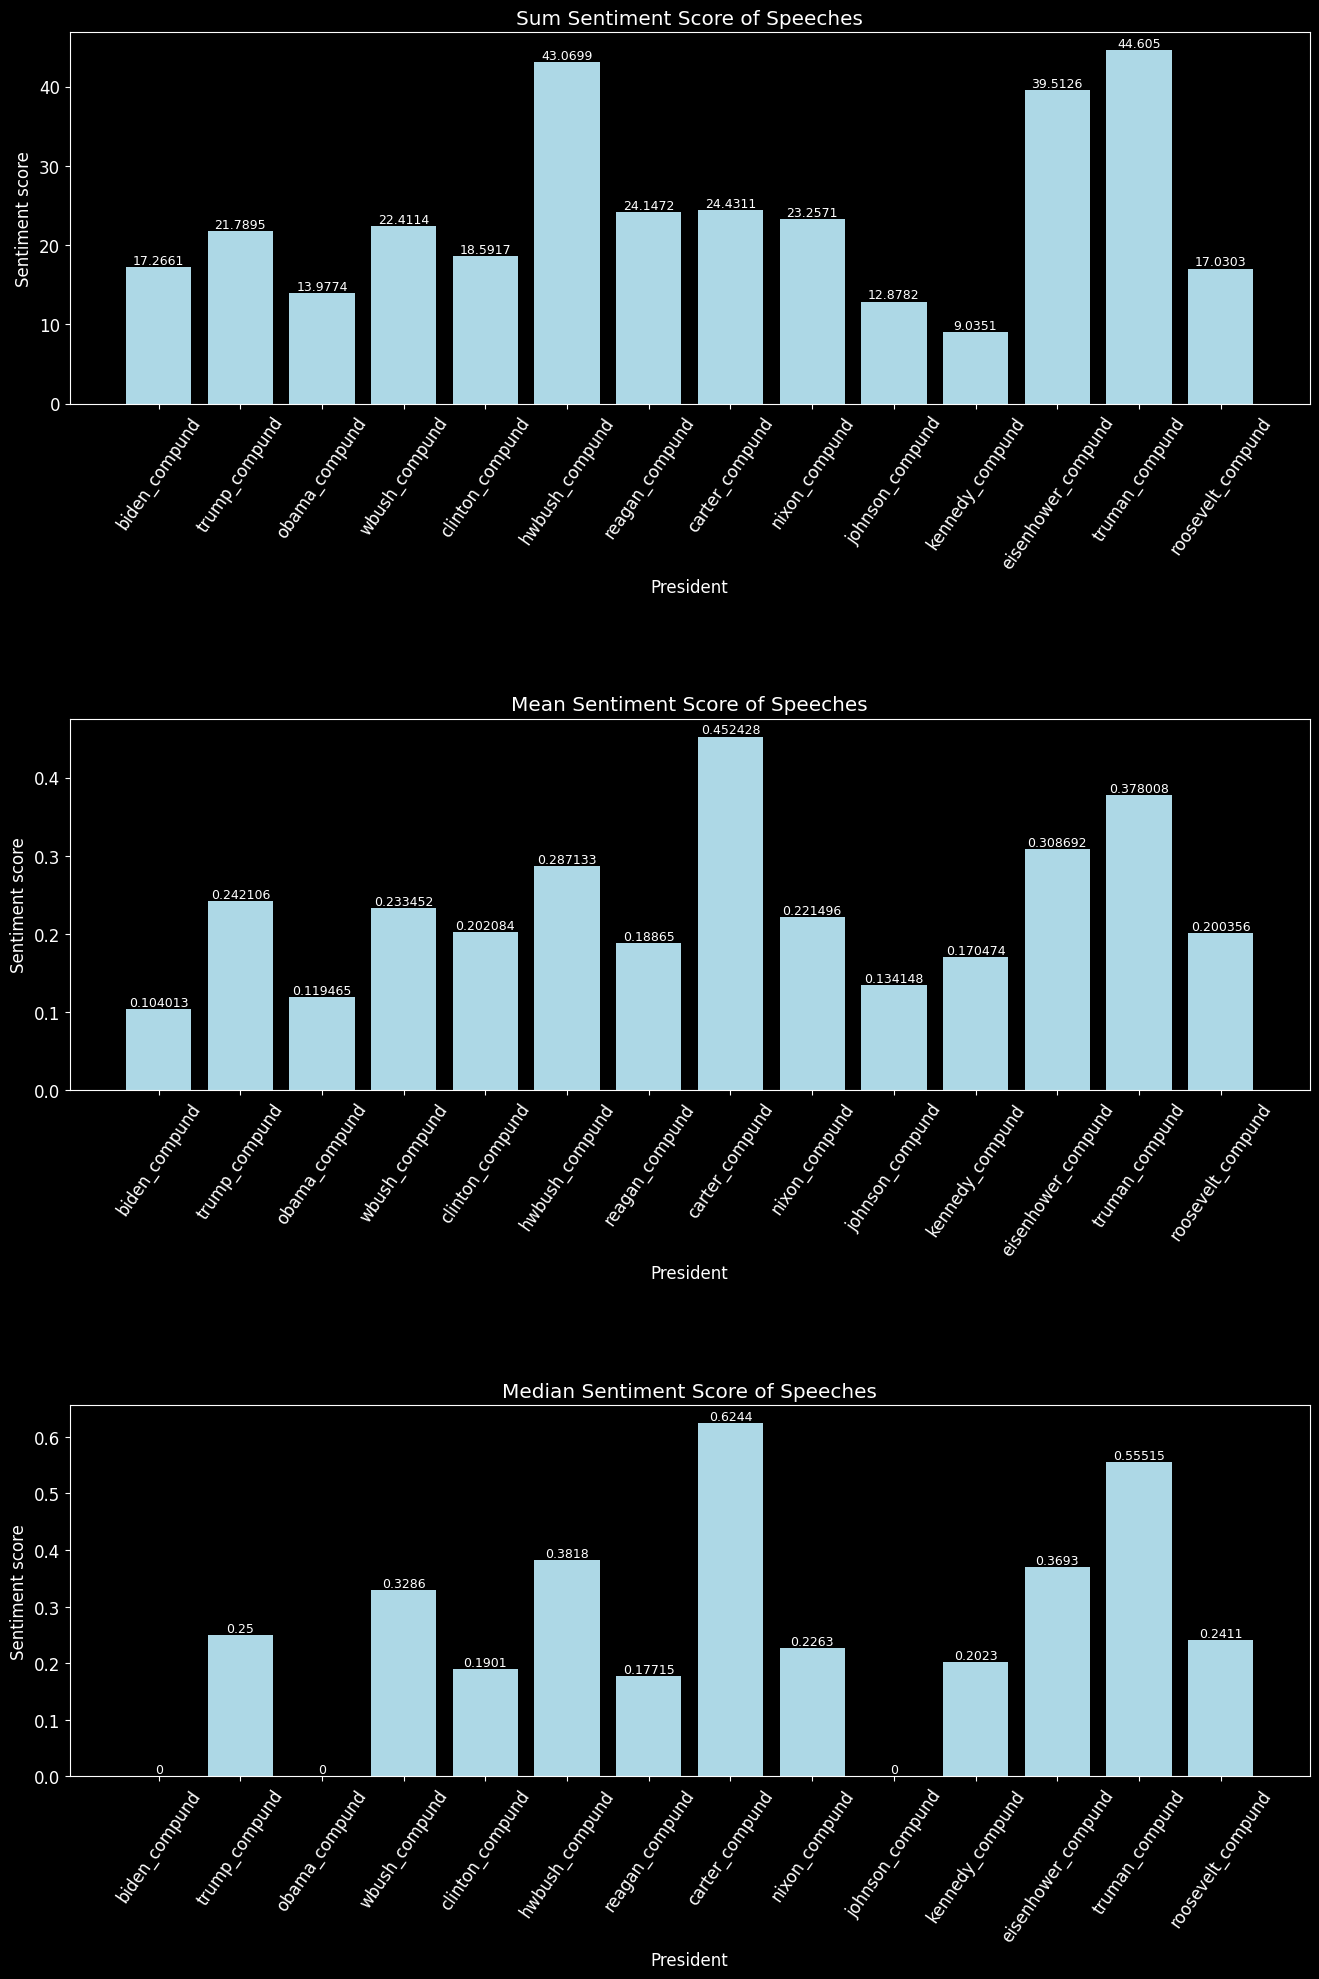 Sum Sentiment Score of Speeches
Sentiment score
40
30
20
10
0
17.2661
21.7895
13.9774
22.4114
18.5917
43.0699
24.1472
24.4311
23.2571
12.8782
9.0351
39.5126
44.605
17.0303
biden_compund
trump_compund
obama_compund
wbush_compund
clinton_compund
hwbush_compund
reagan_compund
carter_compund
nixon_compund
johnson_compund
kennedy_compund
eisenhower_compund
truman_compund
roosevelt_compund
President
Mean Sentiment Score of Speeches
Sentiment score
0.4
0.3
0.2
0.1
0.0
0.104013
0.242106
0.119465
0.233452
0.202084
0.287133
0.18865
0.452428
0.221496
0.134148
0.170474
0.308692
0.378008
0.200356
biden_compund
trump_compund
obama_compund
wbush_compund
clinton_compund
hwbush_compund
reagan_compund
carter_compund
nixon_compund
johnson_compund
kennedy_compund
eisenhower_compund
truman_compund
roosevelt_compund
President
Median Sentiment Score of Speeches
Sentiment score
0.6
0.5
0.4
0.3
0.2
0.1
0.0
0
0.25
0
0.3286
0.1901
0.3818
0.17715
0.6244
0.2263
0
0.2023
0.3693
0.55515
0.2411
biden_compund
trump_compund
obama_compund
wbush_compund
clinton_compund
hwbush_compund
reagan_compund
carter_compund
nixon_compund
johnson_compund
kennedy_compund
eisenhower_compund
truman_compund
roosevelt_compund
President